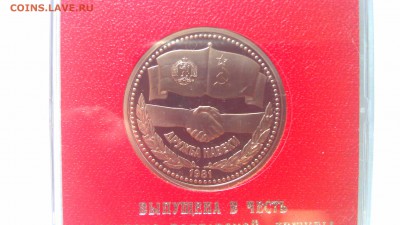 COINS.LAVE.RU
ДРУЖБА НАВЕКИ
1981
ВЫПУЩЕНА В ЧЕСТЬ